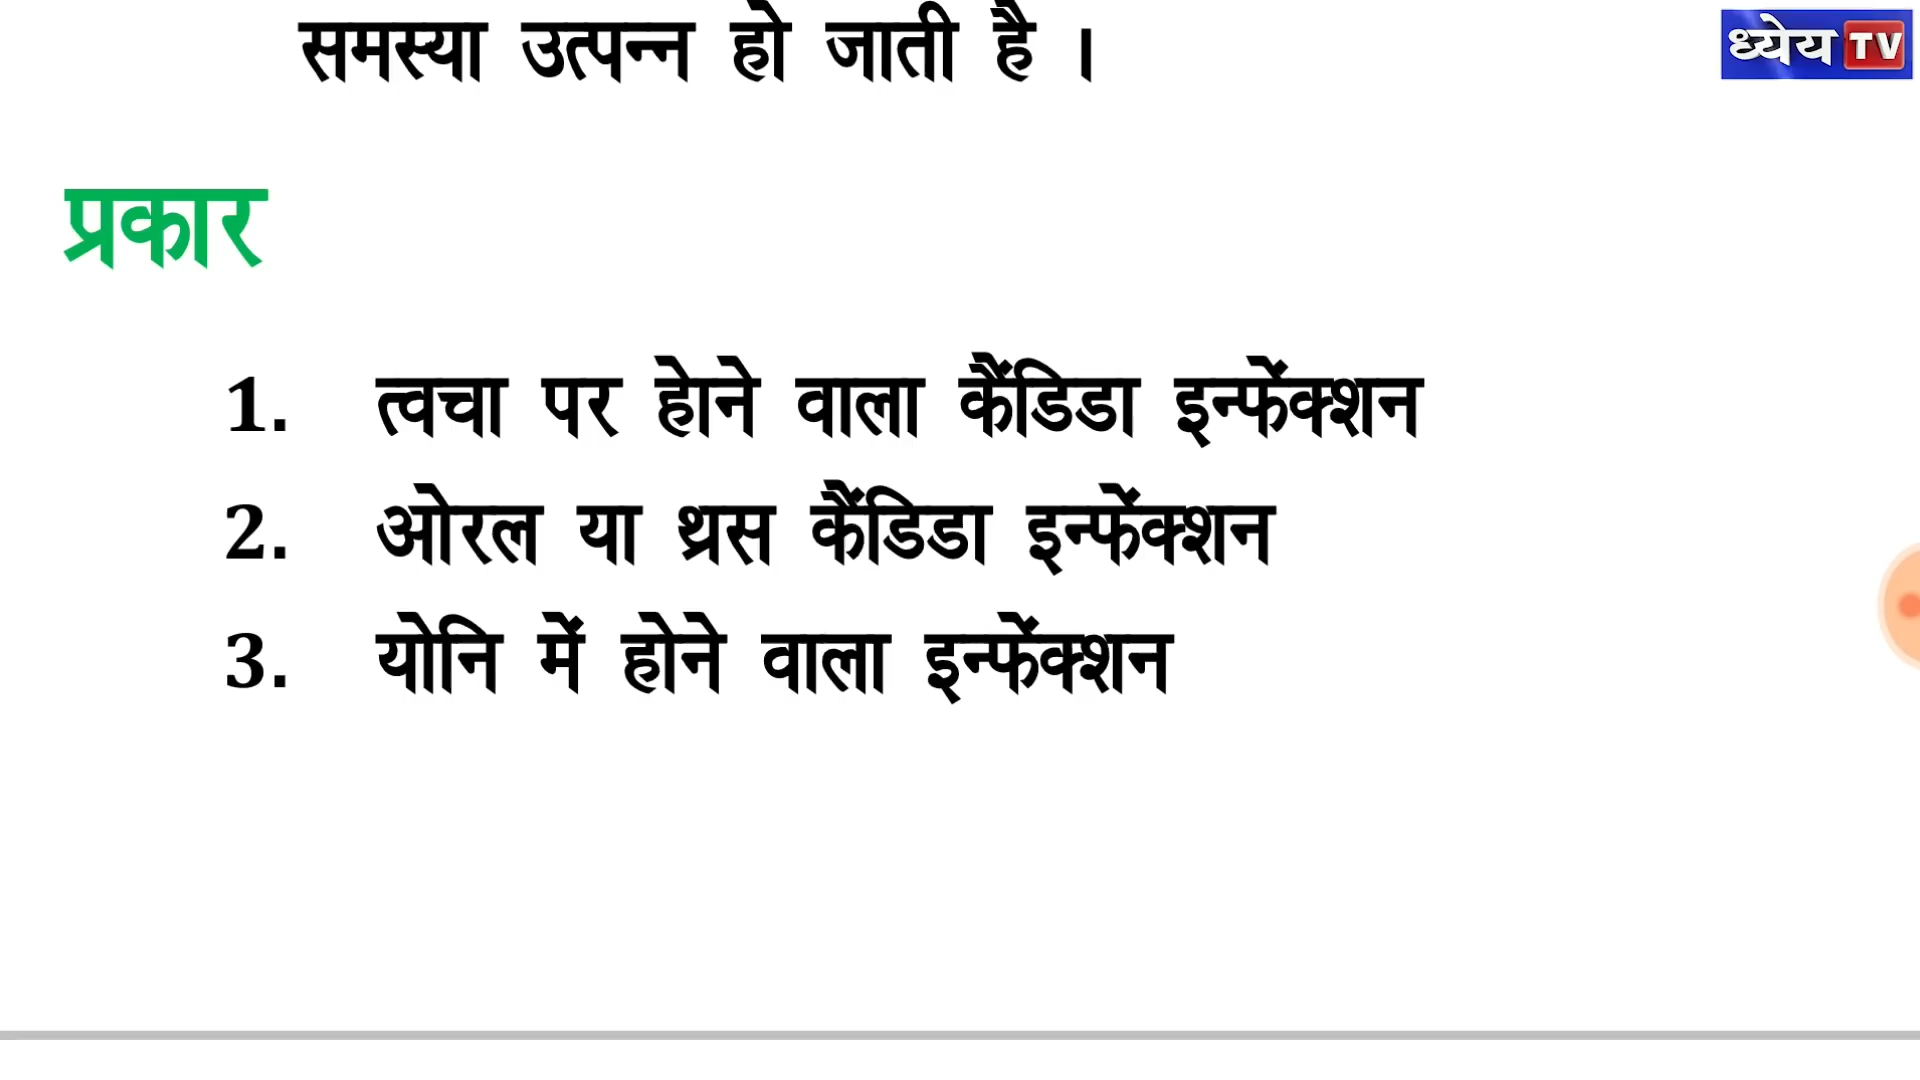 समस्या उत्पन्न हो जाती है ।
ध्येय TV
प्रकार
1. त्वचा पर हेाने वाला कैंडिडा इन्फेंक्शन
2. ओरल या थ्रस कैंडिडा इन्फेंक्शन
3. योनि में होने वाला इन्फेंक्शन